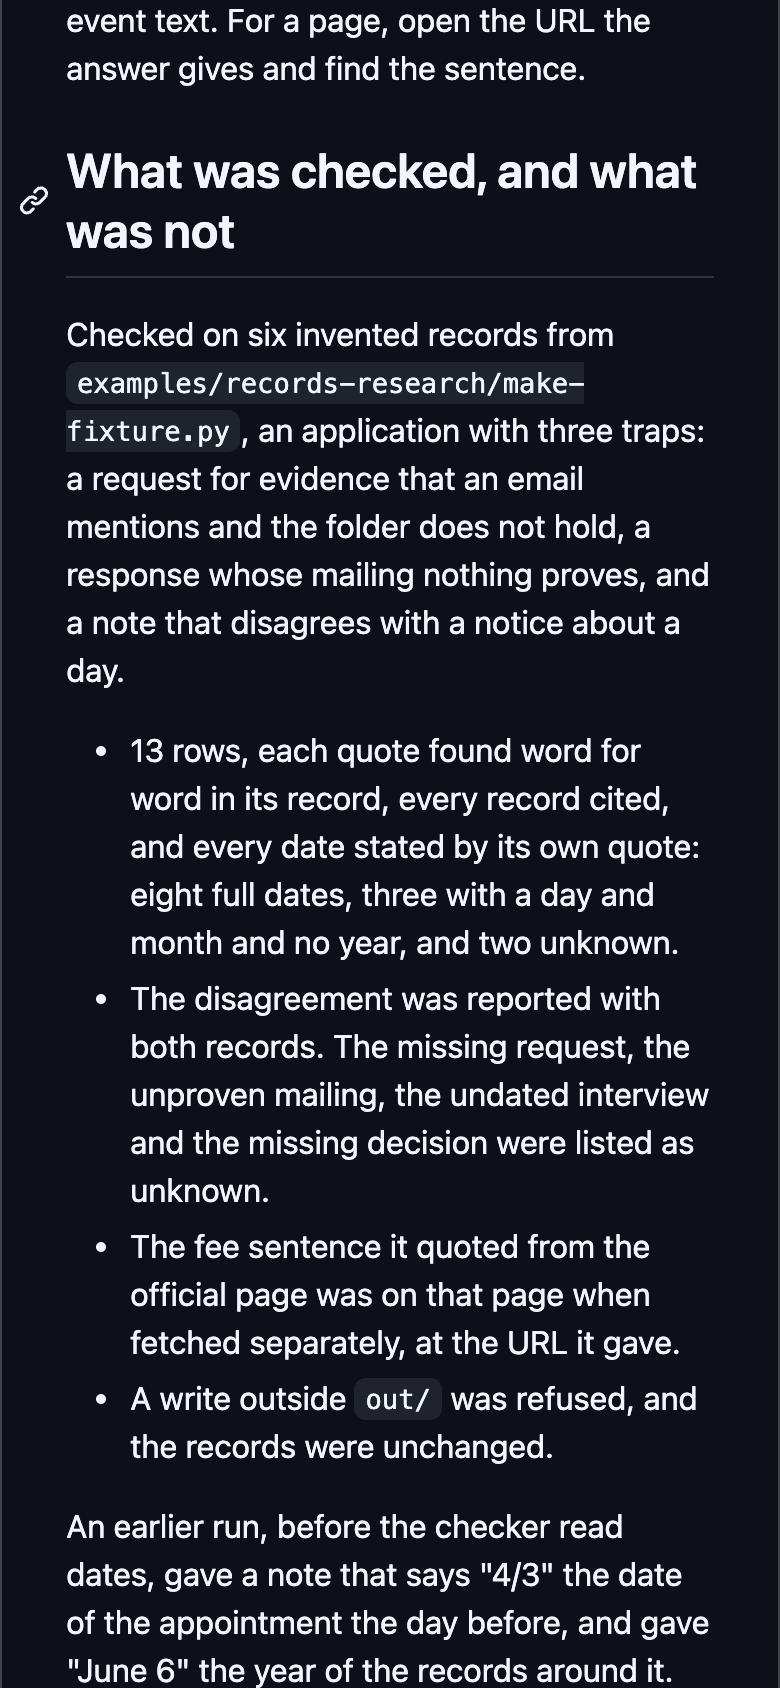 event text. For a page, open the URL the
answer gives and find the sentence.
What was checked, and what
was not
Checked on six invented records from
examples/records-research/make-
fixture.py, an application with three traps:
a request for evidence that an email
mentions and the folder does not hold, a
response whose mailing nothing proves, and
a note that disagrees with a notice about a
day.
• 13 rows, each quote found word for
word in its record, every record cited,
and every date stated by its own quote:
eight full dates, three with a day and
month and no year, and two unknown.
• The disagreement was reported with
both records. The missing request, the
unproven mailing, the undated interview
and the missing decision were listed as
unknown.
• The fee sentence it quoted from the
official page was on that page when
fetched separately, at the URL it gave.
• A write outside out/ was refused, and
the records were unchanged.
An earlier run, before the checker read
dates, gave a note that says "4/3" the date
of the appointment the day before, and gave
"June 6" the year of the records around it.